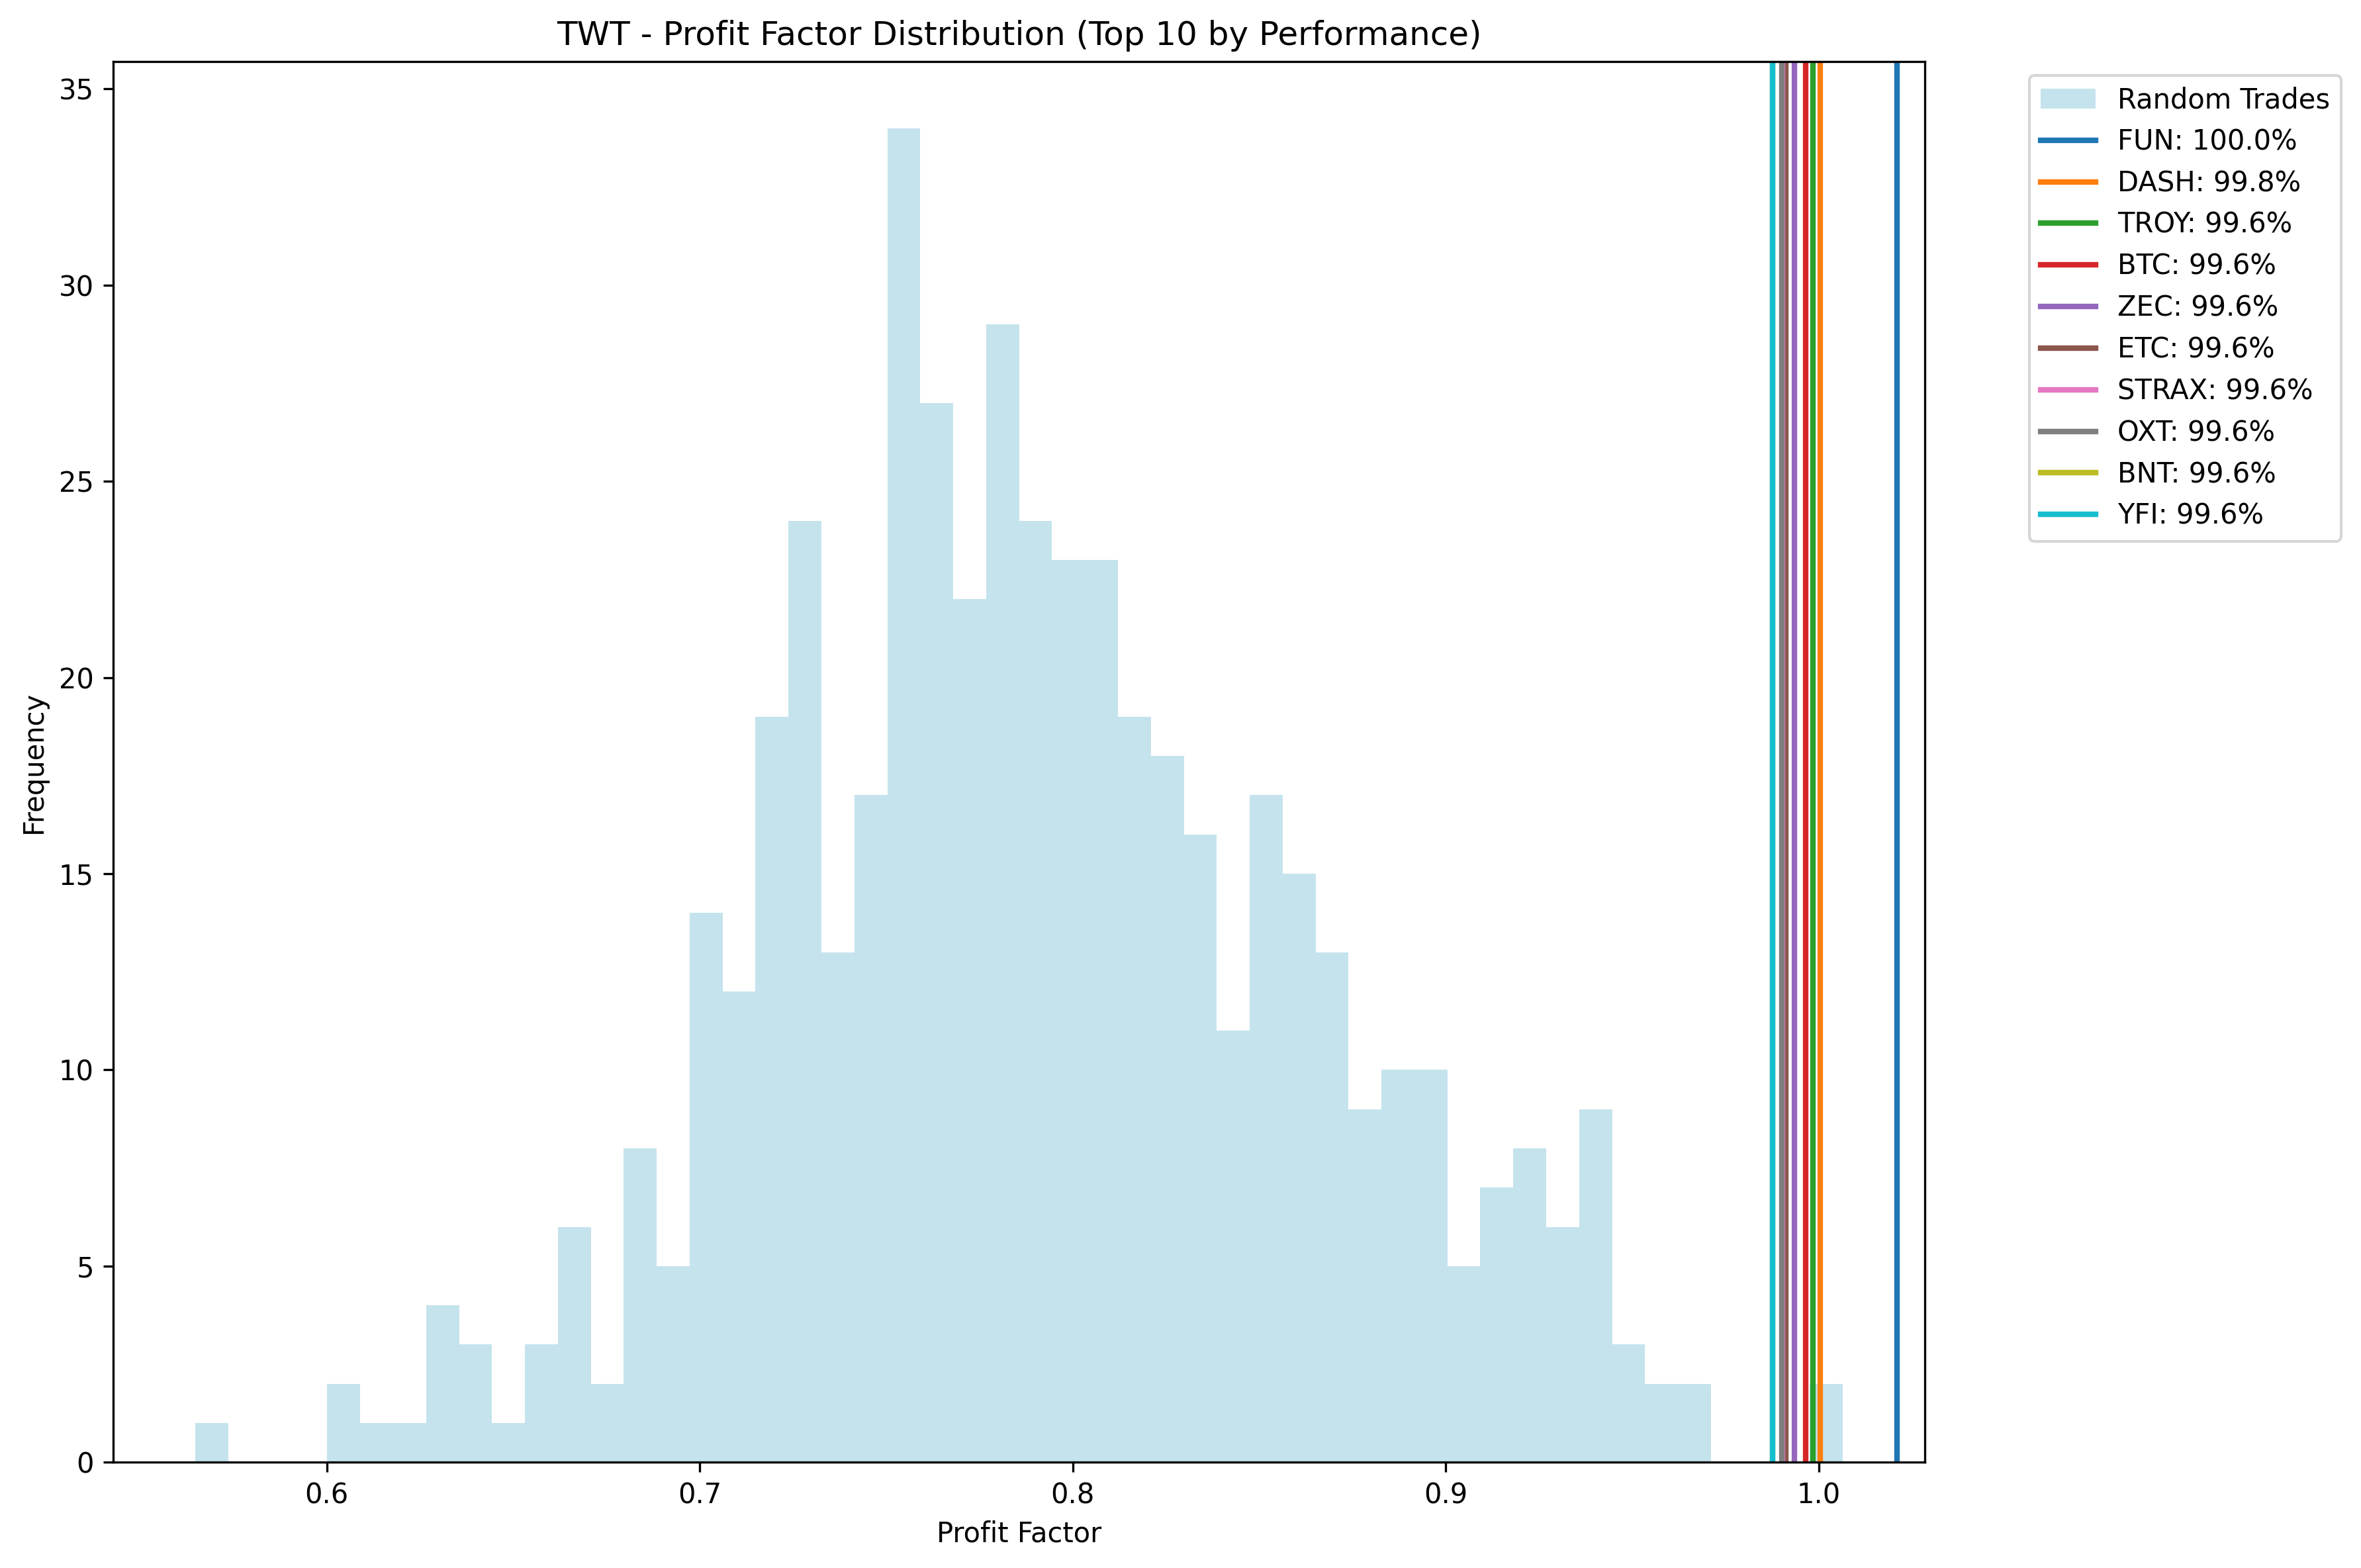 TWT - Profit Factor Distribution (Top 10 by Performance)
35
30
25
20
15
10
5
0
Frequency
0.6
0.7
0.8
0.9
1.0
Profit Factor
Random Trades
FUN: 100.0%
DASH: 99.8%
TROY: 99.6%
BTC: 99.6%
ZEC: 99.6%
ETC: 99.6%
STRAX: 99.6%
OXT: 99.6%
BNT: 99.6%
YFI: 99.6%